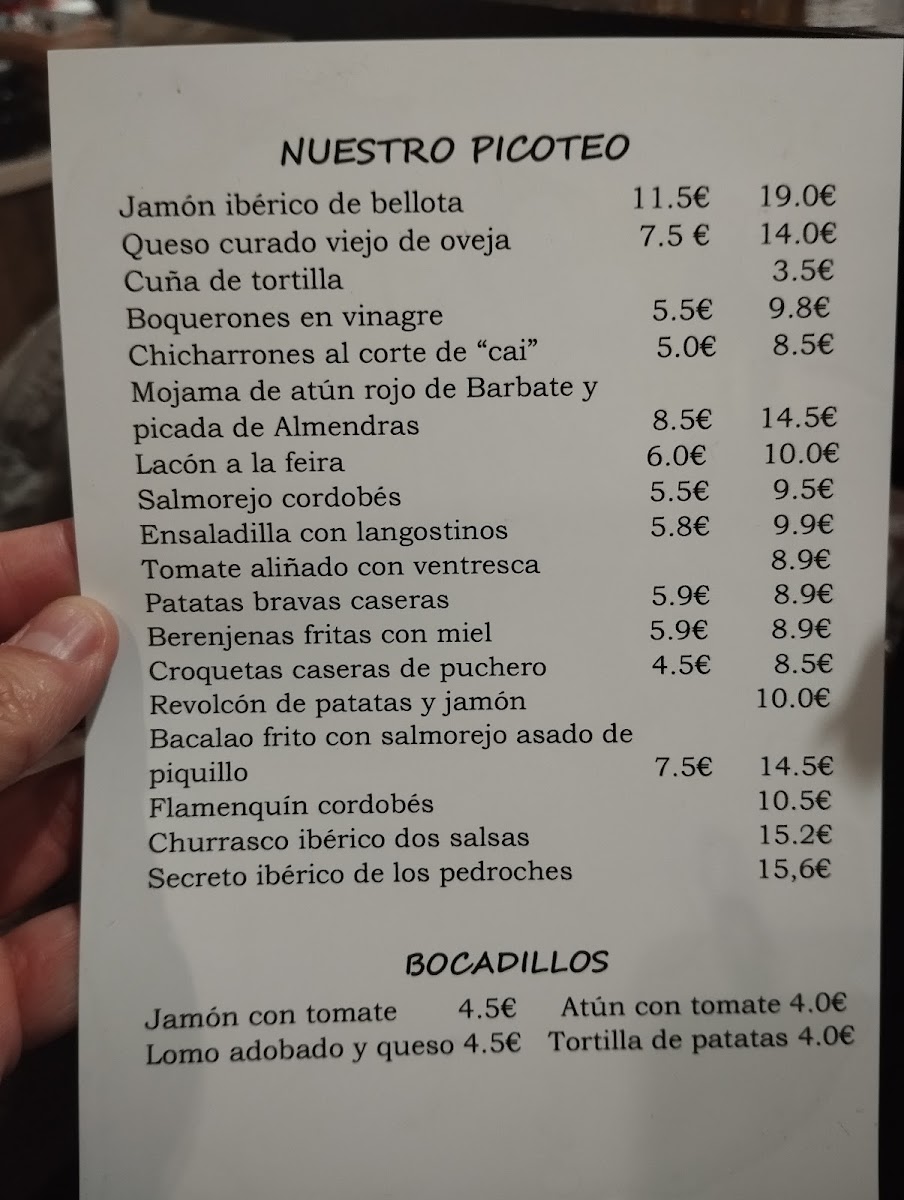 NUESTRO PICOTEO
Jamón ibérico de bellota 11.5€ 19.0€
Queso curado viejo de oveja 7.5 € 14.0€
Cuña de tortilla 3.5€
Boquerones en vinagre 5.5€ 9.8€
Chicharrones al corte de “cai” 5.0€ 8.5€
Mojama de atún rojo de Barbate y
picada de Almendras 8.5€ 14.5€
Lacón a la feira 6.0€ 10.0€
Salmorejo cordobés 5.5€ 9.5€
Ensaladilla con langostinos 5.8€ 9.9€
Tomate aliñado con ventresca 8.9€
Patatas bravas caseras 5.9€ 8.9€
Berenjenas fritas con miel 5.9€ 8.9€
Croquetas caseras de puchero 4.5€ 8.5€
Revolcón de patatas y jamón 10.0€
Bacalao frito con salmorejo asado de
piquillo 7.5€ 14.5€
Flamenquín cordobés 10.5€
Churrasco ibérico dos salsas 15.2€
Secreto ibérico de los pedroches 15,6€
BOCADILLOS
Jamón con tomate 4.5€ Atún con tomate 4.0€
Lomo adobado y queso 4.5€ Tortilla de patatas 4.0€